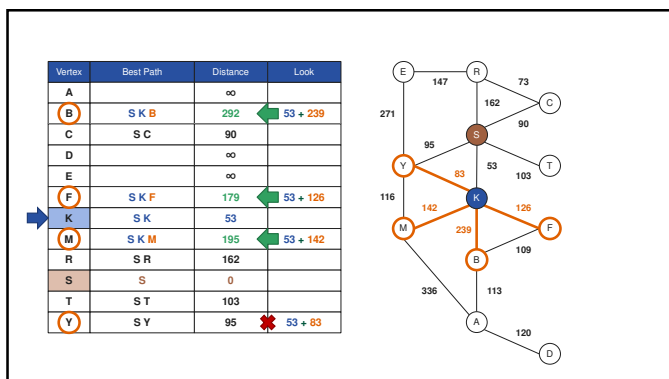 Vertex Best Path Distance Look
A ∞
B S K B 292 53 + 239
C S C 90
D ∞
E ∞
F S K F 179 53 + 126
K S K 53
M S K M 195 53 + 142
R S R 162
S S 0
T S T 103
Y S Y 95 53 + 83
E R
147 73
C
162
90
271 S
95
Y 53 T
83 103
K
116 142 126
M 239 F
B 109
336 113
A
120
D